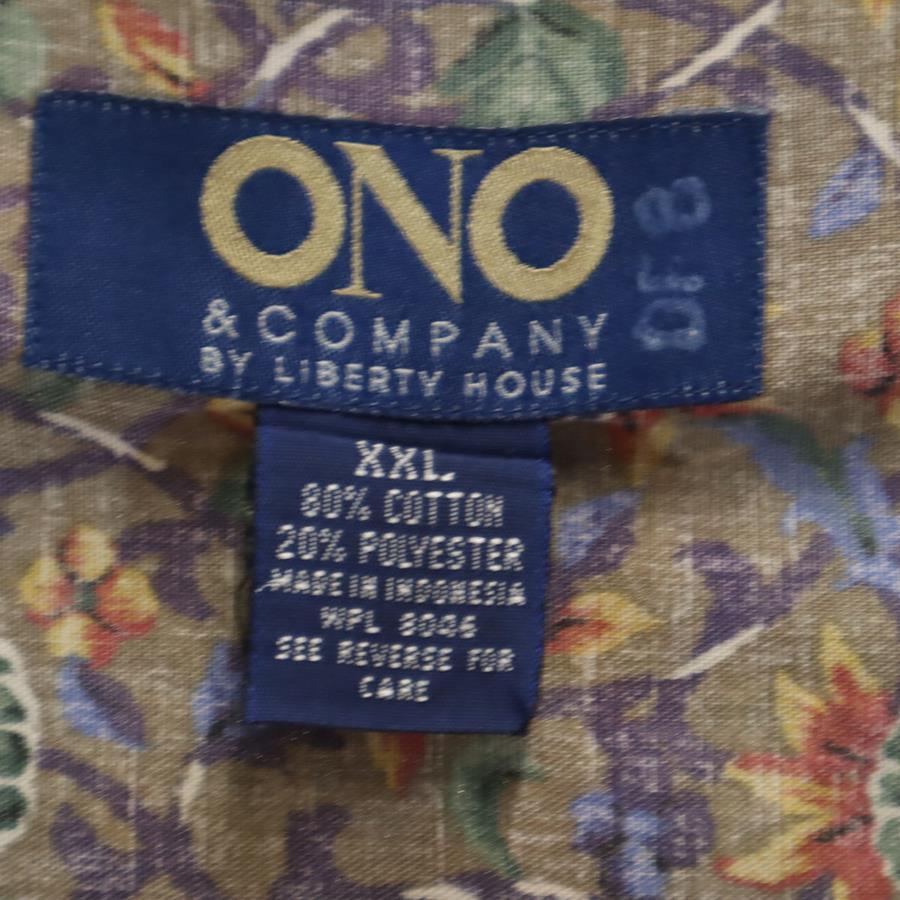 ONO
& COMPANY
BY LIBERTY HOUSE
XXL
80% COTTON
20% POLYESTER
MADE IN INDONESIA
WPL 8046
SEE REVERSE FOR
CARE